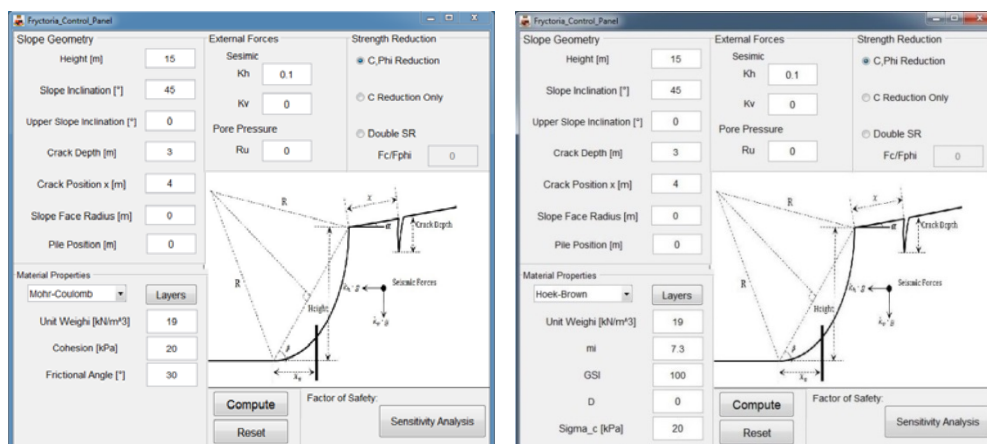 Fryctoria_Control_Panel
Slope Geometry
Height [m] 15
Slope Inclination [°] 45
Upper Slope Inclination [°] 0
Crack Depth [m] 3
Crack Position x [m] 4
Slope Face Radius [m] 0
Pile Position [m] 0
External Forces
Sesimic
Kh 0.1
Kv 0
Pore Pressure
Ru 0
Strength Reduction
C,Phi Reduction
C Reduction Only
Double SR
Fc/Fphi 0
R
x
α
Crack Depth
R
Seismic Forces
Height
β
Material Properties
Mohr-Coulomb Layers
Unit Weighi [kN/m^3] 19
Cohesion [kPa] 20
Frictional Angle [°] 30
Compute
Reset
Factor of Safety:
Sensitivity Analysis
Fryctoria_Control_Panel
Slope Geometry
Height [m] 15
Slope Inclination [°] 45
Upper Slope Inclination [°] 0
Crack Depth [m] 3
Crack Position x [m] 4
Slope Face Radius [m] 0
Pile Position [m] 0
External Forces
Sesimic
Kh 0.1
Kv 0
Pore Pressure
Ru 0
Strength Reduction
C,Phi Reduction
C Reduction Only
Double SR
Fc/Fphi 0
R
x
α
Crack Depth
R
Seismic Forces
Height
β
Material Properties
Hoek-Brown Layers
Unit Weighi [kN/m^3] 19
mi 7.3
GSI 100
D 0
Sigma_c [kPa] 20
Compute
Reset
Factor of Safety:
Sensitivity Analysis